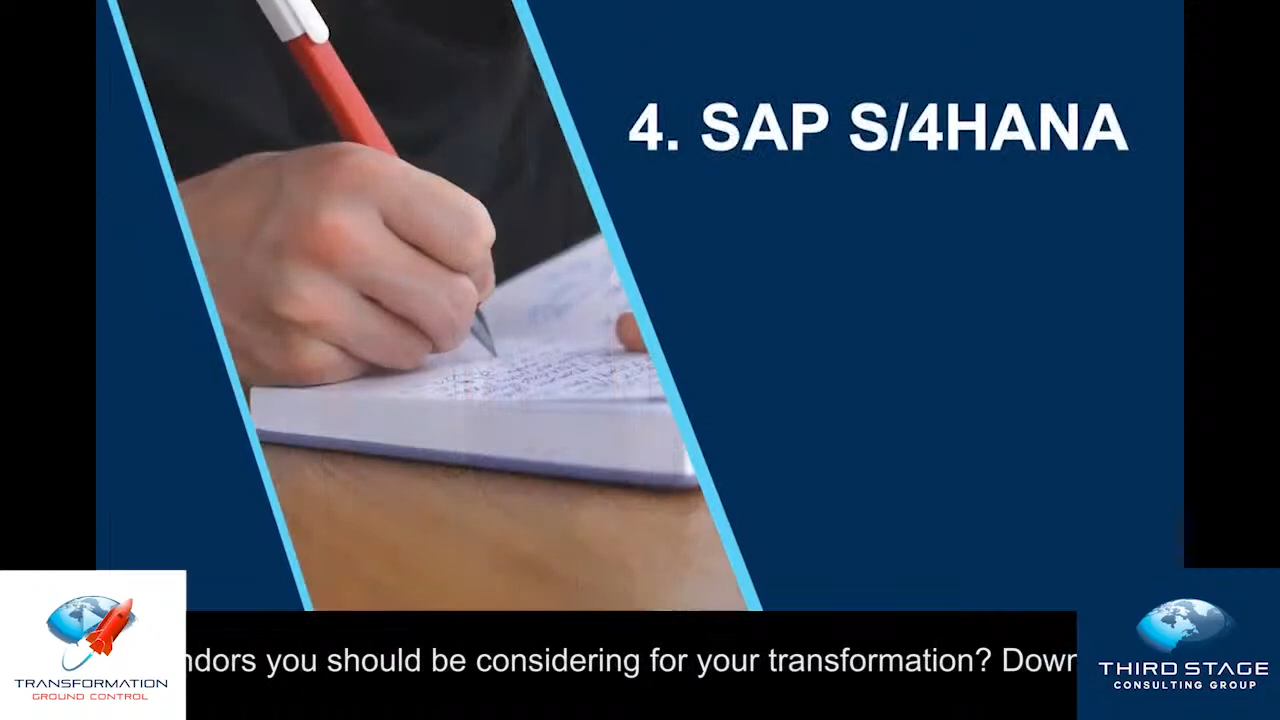 4. SAP S/4HANA
ndors you should be considering for your transformation? Down
TRANSFORMATION
GROUND CONTROL
THIRD STAGE
CONSULTING GROUP